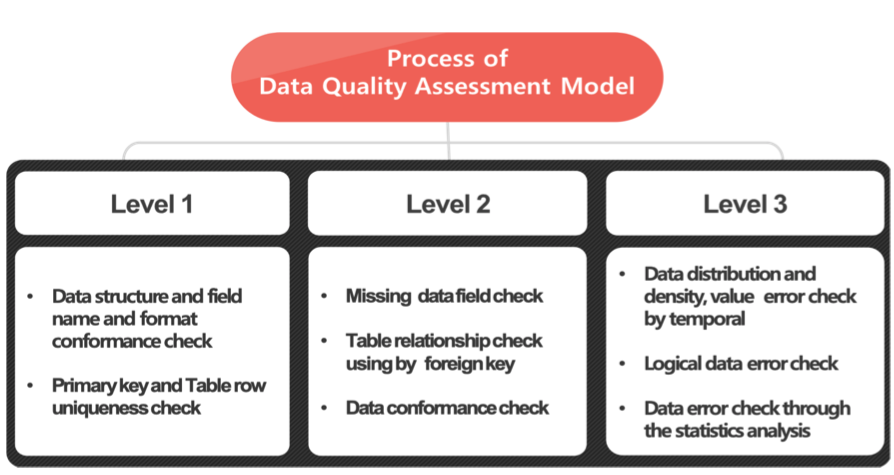 Process of
Data Quality Assessment Model
Level 1
Level 2
Level 3
• Data structure and field
name and format
conformance check
• Primary key and Table row
uniqueness check
• Missing data field check
• Table relationship check
using by foreign key
• Data conformance check
• Data distribution and
density, value error check
by temporal
• Logical data error check
• Data error check through
the statistics analysis